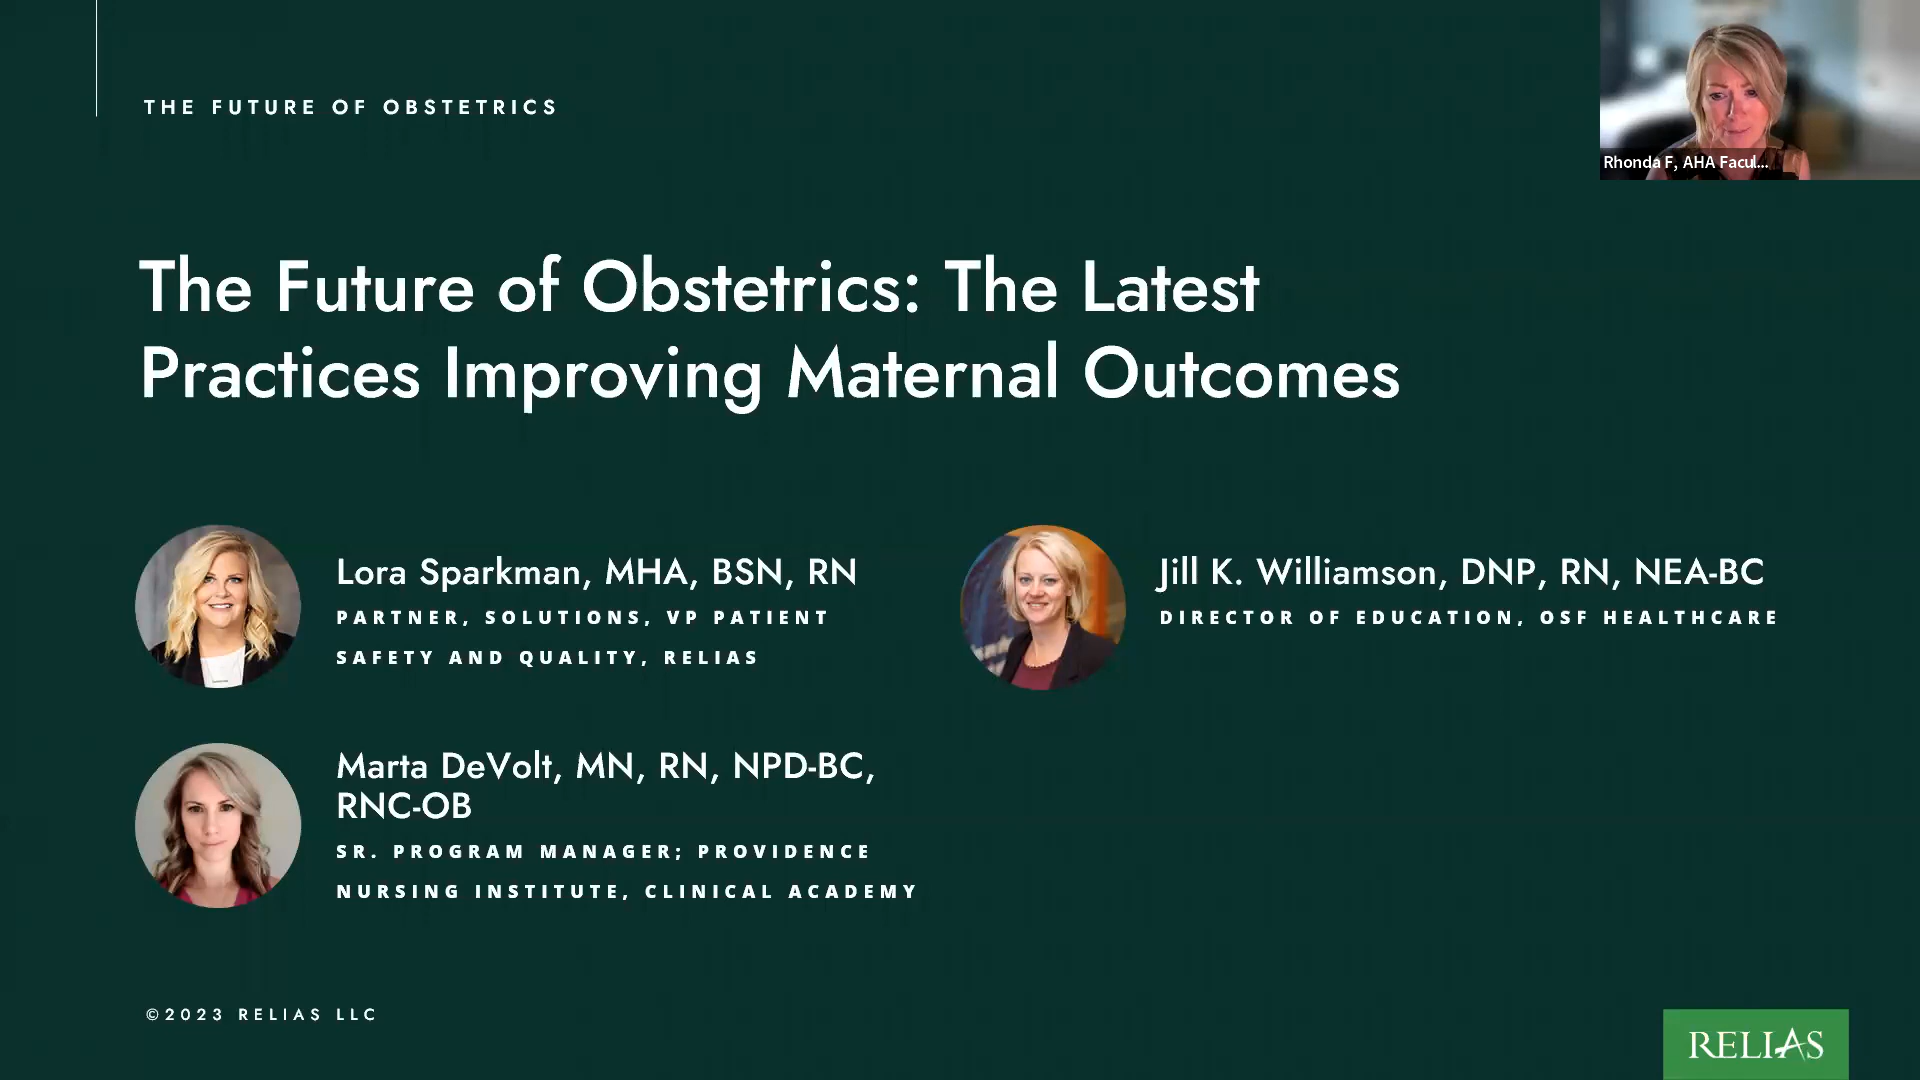 THE FUTURE OF OBSTETRICS
Rhonda F, AHA Facul...
The Future of Obstetrics: The Latest
Practices Improving Maternal Outcomes
Lora Sparkman, MHA, BSN, RN
PARTNER, SOLUTIONS, VP PATIENT
SAFETY AND QUALITY, RELIAS
Jill K. Williamson, DNP, RN, NEA-BC
DIRECTOR OF EDUCATION, OSF HEALTHCARE
Marta DeVolt, MN, RN, NPD-BC,
RNC-OB
SR. PROGRAM MANAGER; PROVIDENCE
NURSING INSTITUTE, CLINICAL ACADEMY
©2023 RELIAS LLC
RELIAS